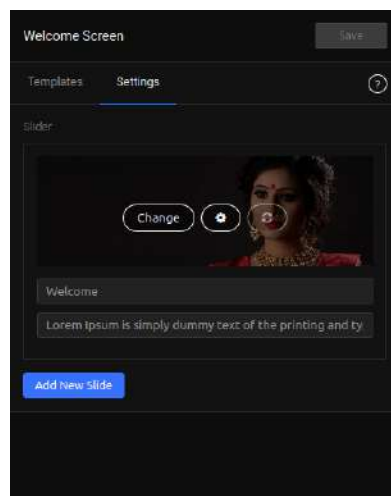 Welcome Screen
Save
Templates
Settings
?
Slider
Change
Welcome
Lorem Ipsum is simply dummy text of the printing and ty
Add New Slide